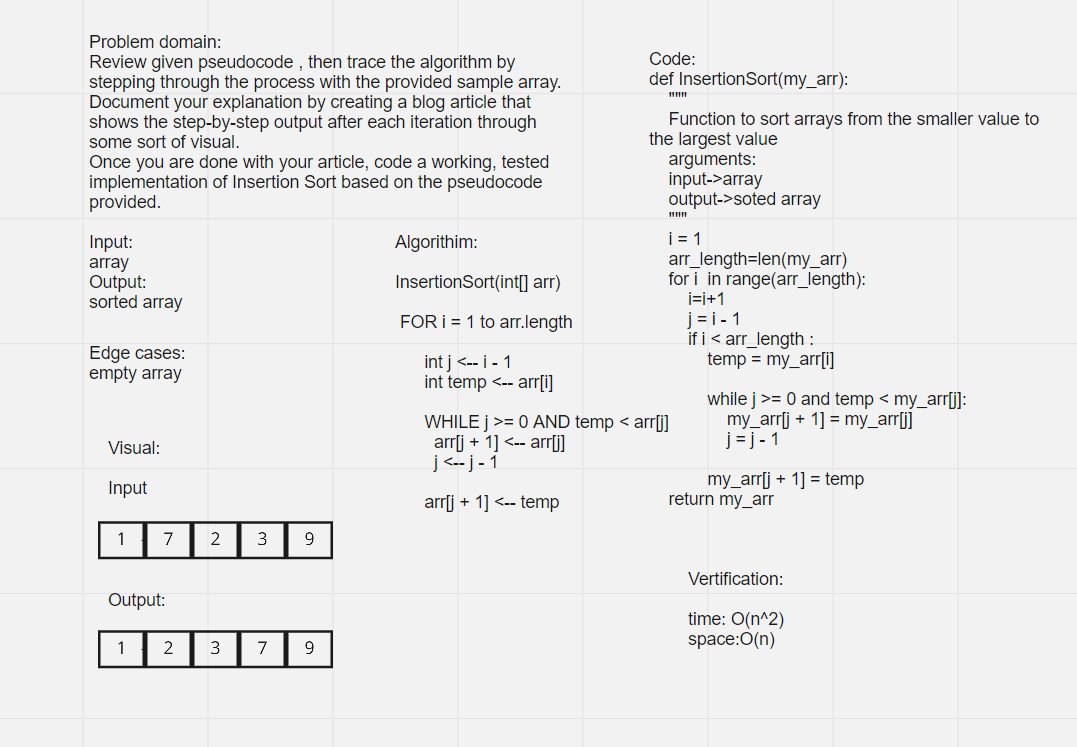 Problem domain:
Review given pseudocode , then trace the algorithm by
stepping through the process with the provided sample array.
Document your explanation by creating a blog article that
shows the step-by-step output after each iteration through
some sort of visual.
Once you are done with your article, code a working, tested
implementation of Insertion Sort based on the pseudocode
provided.
Input:
array
Output:
sorted array
Edge cases:
empty array
Visual:
Input
1 7 2 3 9
Output:
1 2 3 7 9
Algorithim:
InsertionSort(int[] arr)
FOR i = 1 to arr.length
int j <-- i - 1
int temp <-- arr[i]
WHILE j >= 0 AND temp < arr[j]
arr[j + 1] <-- arr[j]
j <-- j - 1
arr[j + 1] <-- temp
Code:
def InsertionSort(my_arr):
"""
Function to sort arrays from the smaller value to
the largest value
arguments:
input->array
output->soted array
"""
i = 1
arr_length=len(my_arr)
for i  in range(arr_length):
i=i+1
j = i - 1
if i < arr_length :
temp = my_arr[i]
while j >= 0 and temp < my_arr[j]:
my_arr[j + 1] = my_arr[j]
j = j - 1
my_arr[j + 1] = temp
return my_arr
Vertification:
time: O(n^2)
space:O(n)